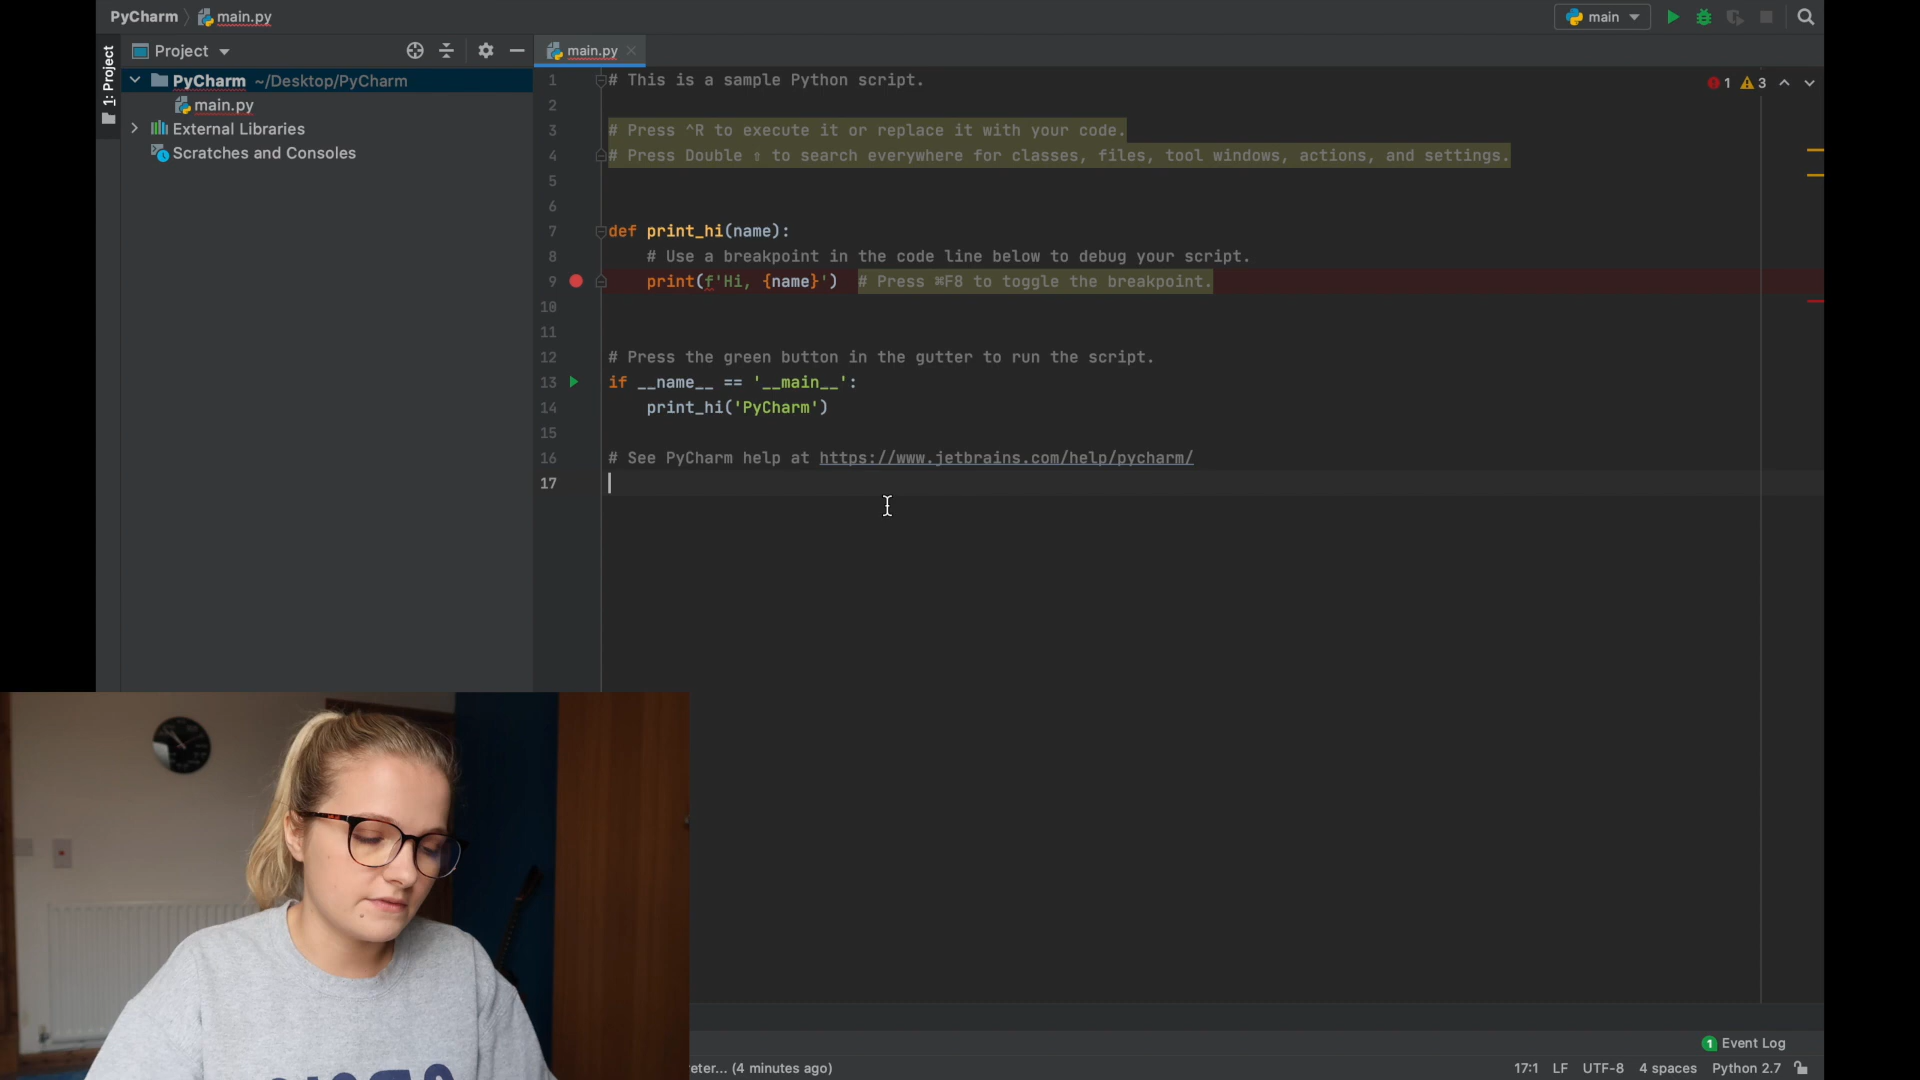 PyCharm main.py
main
Project
1: Project
main.py
PyCharm ~/Desktop/PyCharm
main.py
External Libraries
Scratches and Consoles
1 3
1 # This is a sample Python script.
2
3 # Press ^R to execute it or replace it with your code.
4 # Press Double ⇧ to search everywhere for classes, files, tool windows, actions, and settings.
5
6
7 def print_hi(name):
8 # Use a breakpoint in the code line below to debug your script.
9 print(f'Hi, {name}') # Press ⌘F8 to toggle the breakpoint.
10
11
12 # Press the green button in the gutter to run the script.
13 if __name__ == '__main__':
14 print_hi('PyCharm')
15
16 # See PyCharm help at https://www.jetbrains.com/help/pycharm/
17
1 Event Log
eter... (4 minutes ago)
17:1 LF UTF-8 4 spaces Python 2.7